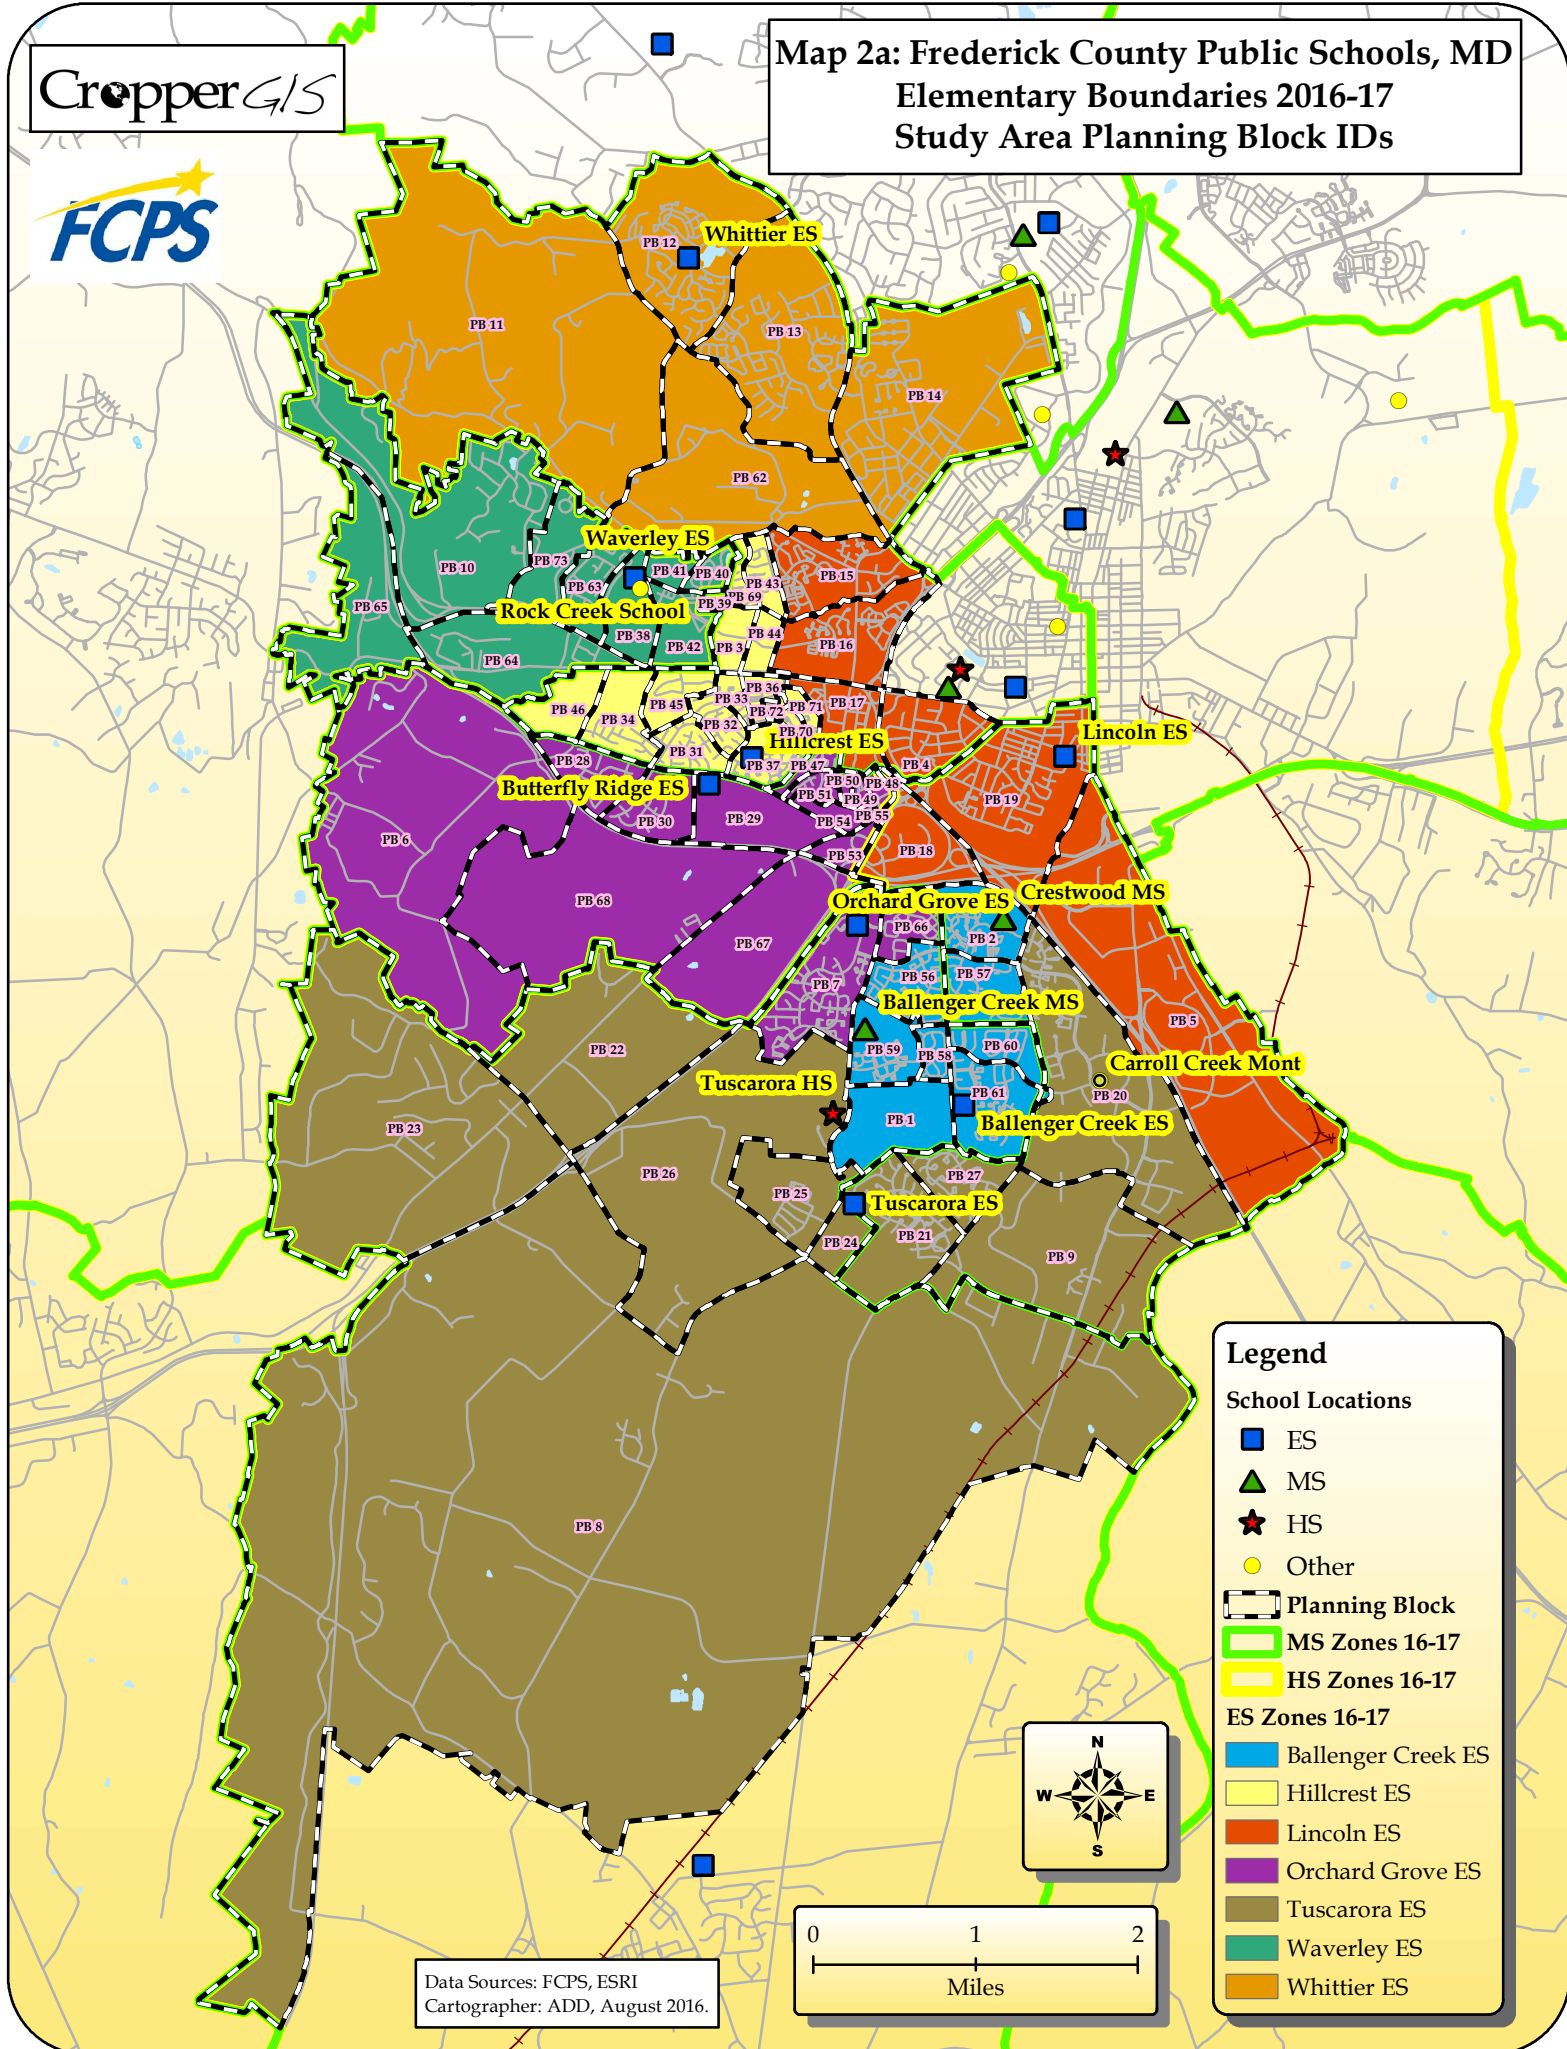 Cropper GIS
FCPS
Map 2a: Frederick County Public Schools, MD
Elementary Boundaries 2016-17
Study Area Planning Block IDs
PB 12
Whittier ES
PB 11
PB 13
PB 14
PB 62
Waverley ES
PB 10
PB 73
PB 41
PB 40
PB 43
PB 15
PB 63
PB 69
PB 65
Rock Creek School
PB 39
PB 38
PB 42
PB 3
PB 44
PB 16
PB 64
PB 36
PB 46
PB 34
PB 45
PB 33
PB 72
PB 71
PB 17
PB 32
PB 70
Lincoln ES
PB 31
Hillcrest ES
PB 28
PB 37
PB 47
PB 4
Butterfly Ridge ES
PB 50
PB 48
PB 51
PB 49
PB 19
PB 6
PB 30
PB 29
PB 54
PB 55
PB 53
PB 18
PB 68
Orchard Grove ES
Crestwood MS
PB 66
PB 2
PB 67
PB 7
PB 56
PB 57
Ballenger Creek MS
PB 5
PB 22
PB 59
PB 58
PB 60
Tuscarora HS
Carroll Creek Mont
PB 61
PB 20
PB 23
PB 1
Ballenger Creek ES
PB 26
PB 27
PB 25
Tuscarora ES
PB 24
PB 21
PB 9
PB 8
Legend
School Locations
ES
MS
HS
Other
Planning Block
MS Zones 16-17
HS Zones 16-17
ES Zones 16-17
Ballenger Creek ES
Hillcrest ES
Lincoln ES
Orchard Grove ES
Tuscarora ES
Waverley ES
Whittier ES
N
W E
S
0 1 2
Miles
Data Sources: FCPS, ESRI
Cartographer: ADD, August 2016.